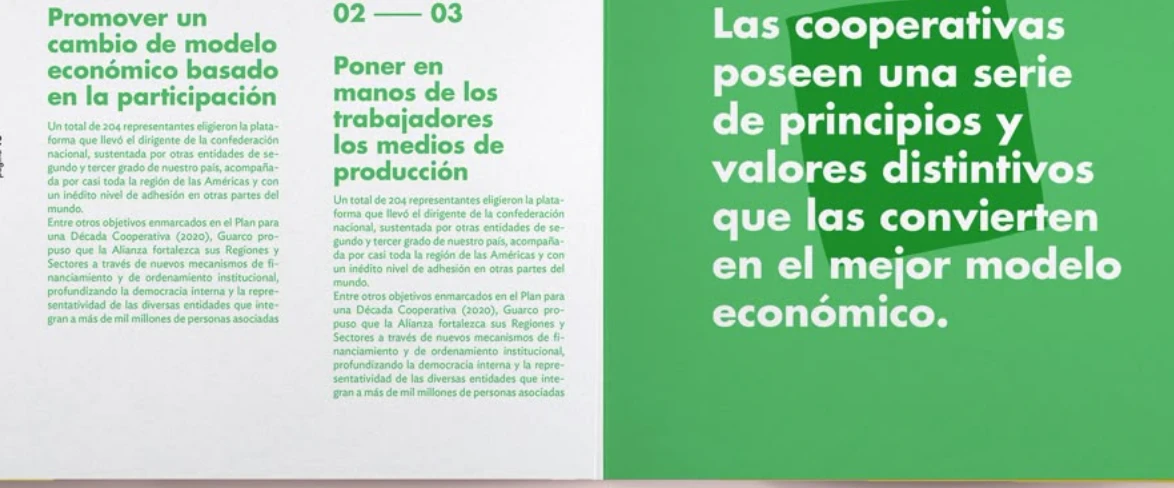 Promover un
cambio de modelo
económico basado
en la participación
Un total de 204 representantes eligieron la plata-
forma que llevó el dirigente de la confederación
nacional, sustentada por otras entidades de se-
gundo y tercer grado de nuestro país, acompaña-
da por casi toda la región de las Américas y con
un inédito nivel de adhesión en otras partes del
mundo.
Entre otros objetivos enmarcados en el Plan para
una Década Cooperativa (2020), Guarco pro-
puso que la Alianza fortalezca sus Regiones y
Sectores a través de nuevos mecanismos de fi-
nanciamiento y de ordenamiento institucional,
profundizando la democracia interna y la repre-
sentatividad de las diversas entidades que inte-
gran a más de mil millones de personas asociadas
02 — 03
Poner en
manos de los
trabajadores
los medios de
producción
Un total de 204 representantes eligieron la plata-
forma que llevó el dirigente de la confederación
nacional, sustentada por otras entidades de se-
gundo y tercer grado de nuestro país, acompaña-
da por casi toda la región de las Américas y con
un inédito nivel de adhesión en otras partes del
mundo.
Entre otros objetivos enmarcados en el Plan para
una Década Cooperativa (2020), Guarco pro-
puso que la Alianza fortalezca sus Regiones y
Sectores a través de nuevos mecanismos de fi-
nanciamiento y de ordenamiento institucional,
profundizando la democracia interna y la repre-
sentatividad de las diversas entidades que inte-
gran a más de mil millones de personas asociadas
Las cooperativas
poseen una serie
de principios y
valores distintivos
que las convierten
en el mejor modelo
económico.